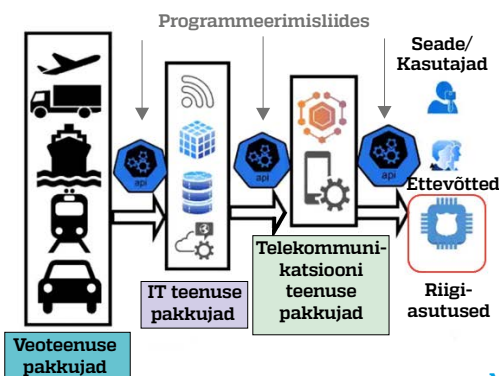 Programmeerimisliides
Seade/
Kasutajad
api
api
api
Ettevõtted
IT teenuse
pakkujad
Telekommuni-
katsiooni
teenuse
pakkujad
Riigi-
asutused
Veoteenuse
pakkujad